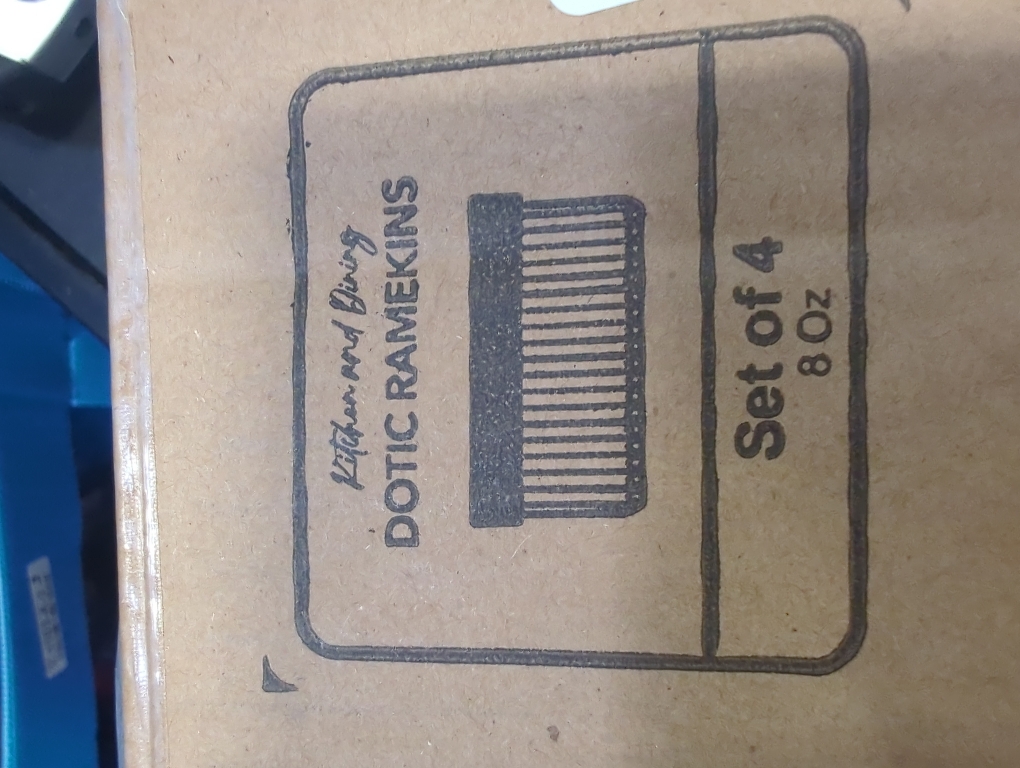 Kitchen and Dining
DOTIC RAMEKINS
Set of 4
8 Oz